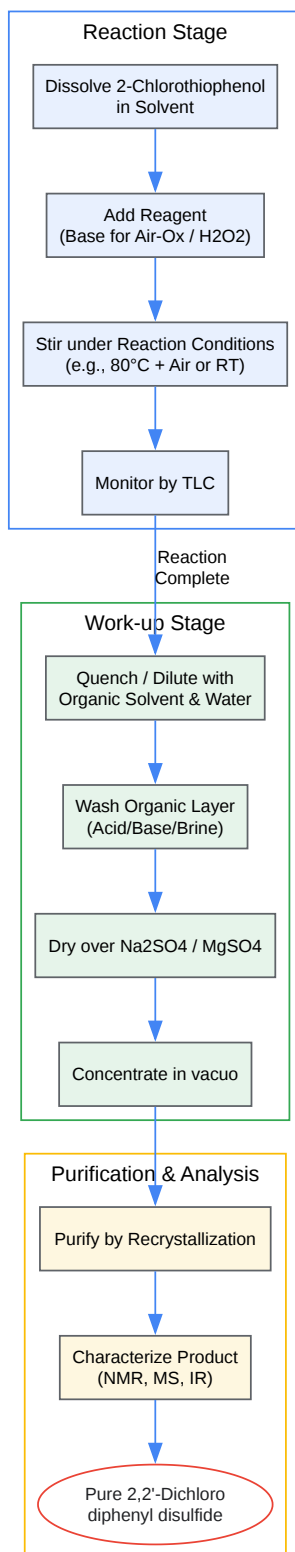 Reaction Stage
Dissolve 2-Chlorothiophenol
in Solvent
Add Reagent
(Base for Air-Ox / H2O2)
Stir under Reaction Conditions
(e.g., 80°C + Air or RT)
Monitor by TLC
Reaction
Complete
Work-up Stage
Quench / Dilute with
Organic Solvent & Water
Wash Organic Layer
(Acid/Base/Brine)
Dry over Na2SO4 / MgSO4
Concentrate in vacuo
Purification & Analysis
Purify by Recrystallization
Characterize Product
(NMR, MS, IR)
Pure 2,2'-Dichloro
diphenyl disulfide